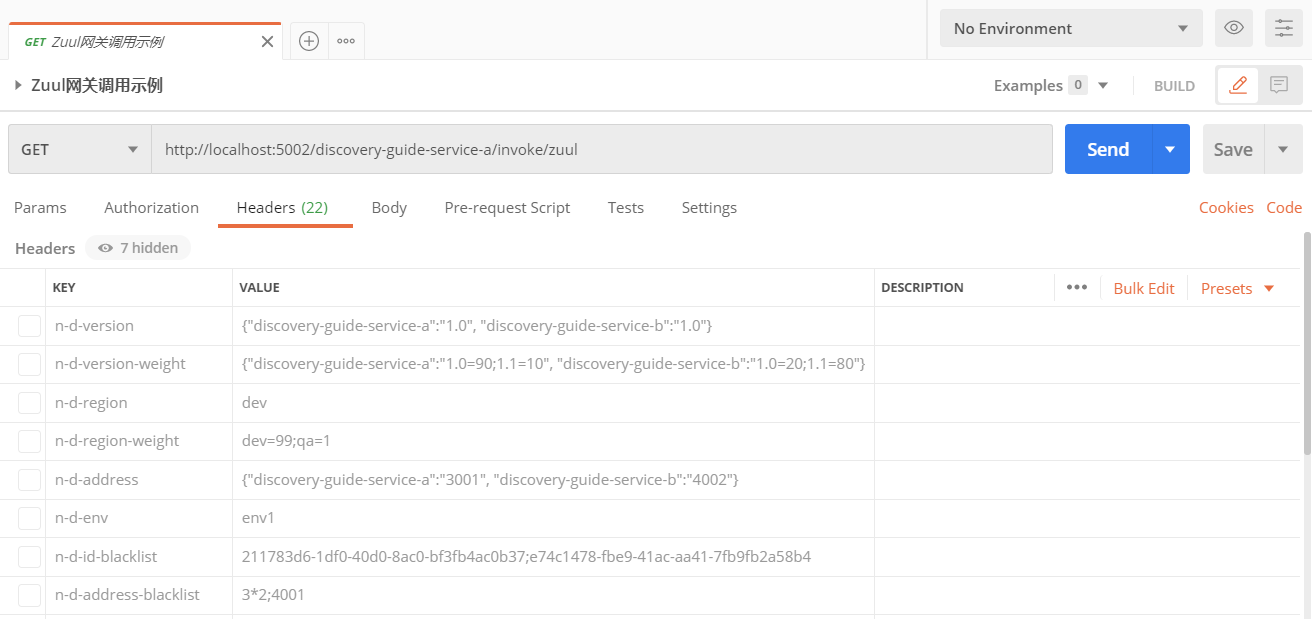 GET Zuul网关调用示例
No Environment
Zuul网关调用示例
Examples 0
BUILD
GET
http://localhost:5002/discovery-guide-service-a/invoke/zuul
Send
Save
Params Authorization Headers (22) Body Pre-request Script Tests Settings
Cookies Code
Headers 7 hidden
KEY VALUE DESCRIPTION Bulk Edit Presets
n-d-version {"discovery-guide-service-a":"1.0", "discovery-guide-service-b":"1.0"}
n-d-version-weight {"discovery-guide-service-a":"1.0=90;1.1=10", "discovery-guide-service-b":"1.0=20;1.1=80"}
n-d-region dev
n-d-region-weight dev=99;qa=1
n-d-address {"discovery-guide-service-a":"3001", "discovery-guide-service-b":"4002"}
n-d-env env1
n-d-id-blacklist 211783d6-1df0-40d0-8ac0-bf3fb4ac0b37;e74c1478-fbe9-41ac-aa41-7fb9fb2a58b4
n-d-address-blacklist 3*2;4001